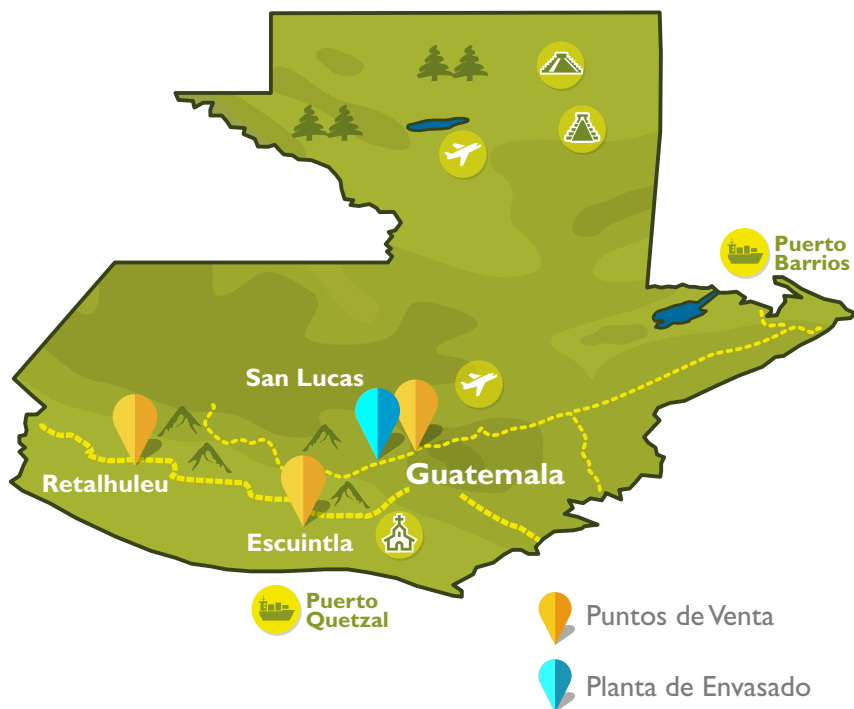 Puerto
Barrios
San Lucas
Retalhuleu
Guatemala
Escuintla
Puerto
Quetzal
Puntos de Venta
Planta de Envasado